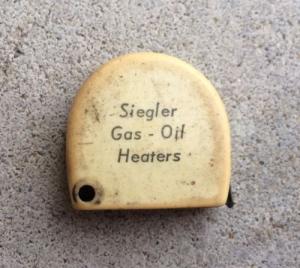 Siegler
Gas - Oil
Heaters